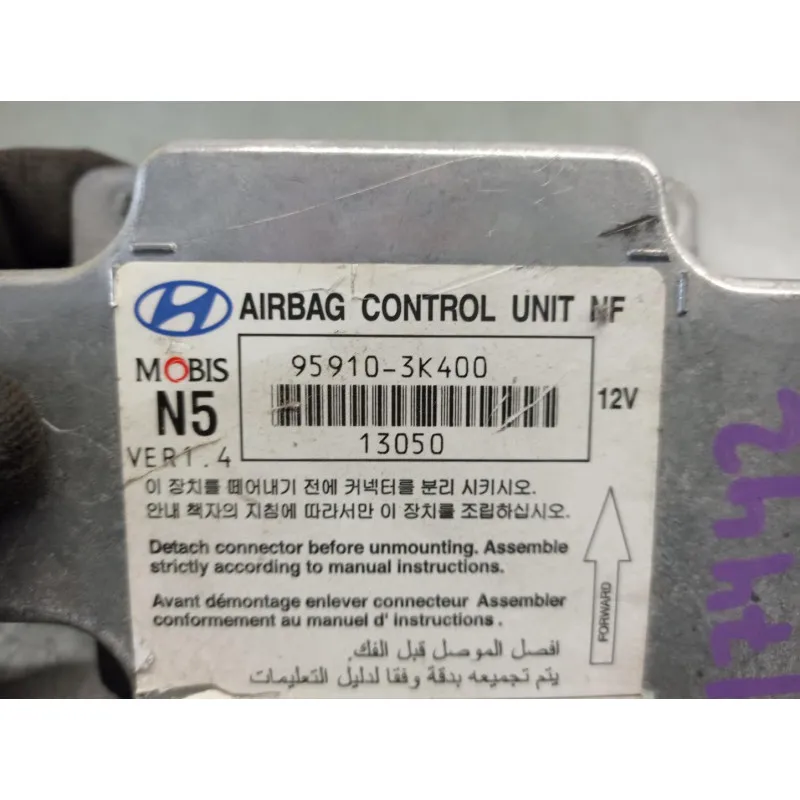 AIRBAG CONTROL UNIT NF
MOBIS
95910-3K400
N5
12V
13050
VER1.4
이 장치를 떼어내기 전에 커넥터를 분리 시키시오.
안내 책자의 지침에 따라서만 이 장치를 조립하십시오.
Detach connector before unmounting. Assemble
strictly according to manual instructions.
Avant démontage enlever connecteur Assembler
conformement au manuel d' instructions .
افصل الموصل قبل الفك.
يتم تجميعه بدقة وفقا لدليل التعليمات
FORWARD